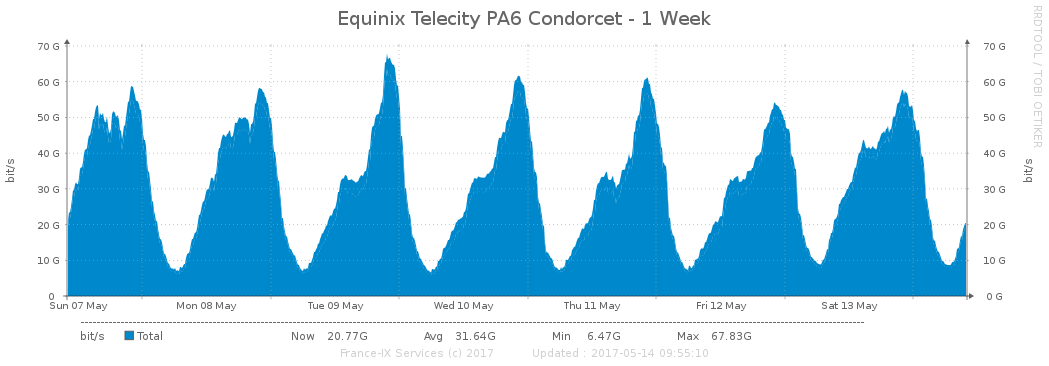 Equinix Telecity PA6 Condorcet - 1 Week
RRDTOOL / TOBI OETIKER
bit/s
70 G 70 G
60 G 60 G
50 G 50 G
40 G 40 G
30 G 30 G
20 G 20 G
10 G 10 G
0 0 G
bit/s
Sun 07 May Mon 08 May Tue 09 May Wed 10 May Thu 11 May Fri 12 May Sat 13 May
bit/s Total Now 20.77G Avg 31.64G Min 6.47G Max 67.83G
France-IX Services (c) 2017 Updated : 2017-05-14 09:55:10